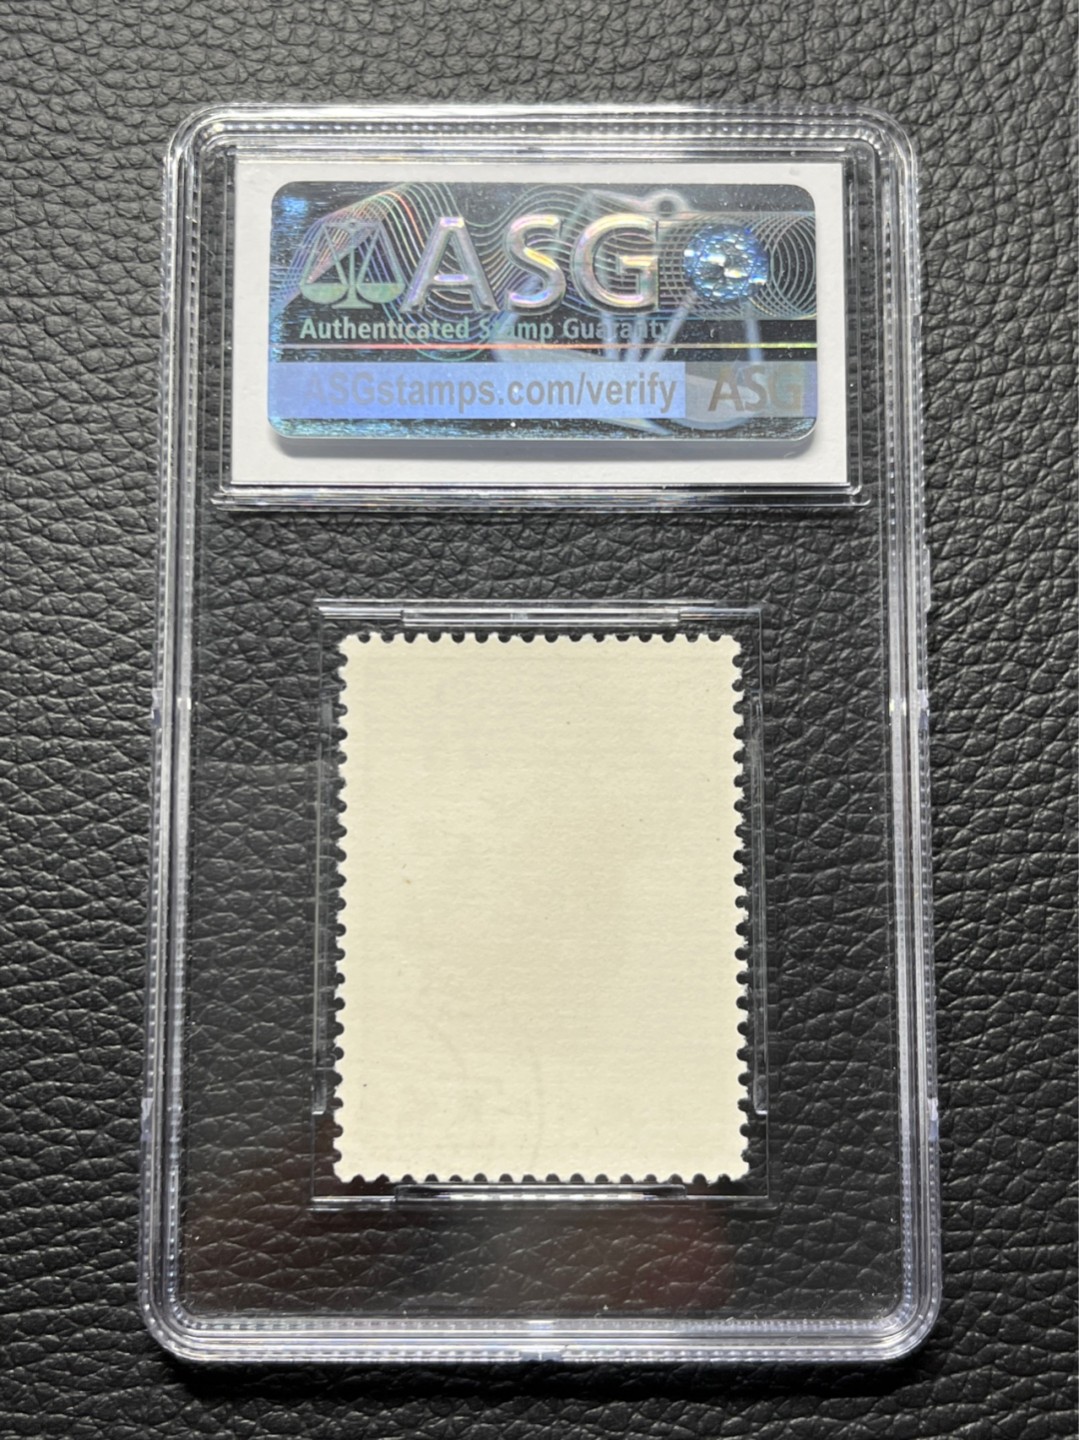 ASG
Authenticated Stamp Guaranty
ASGstamps.com/verify ASG